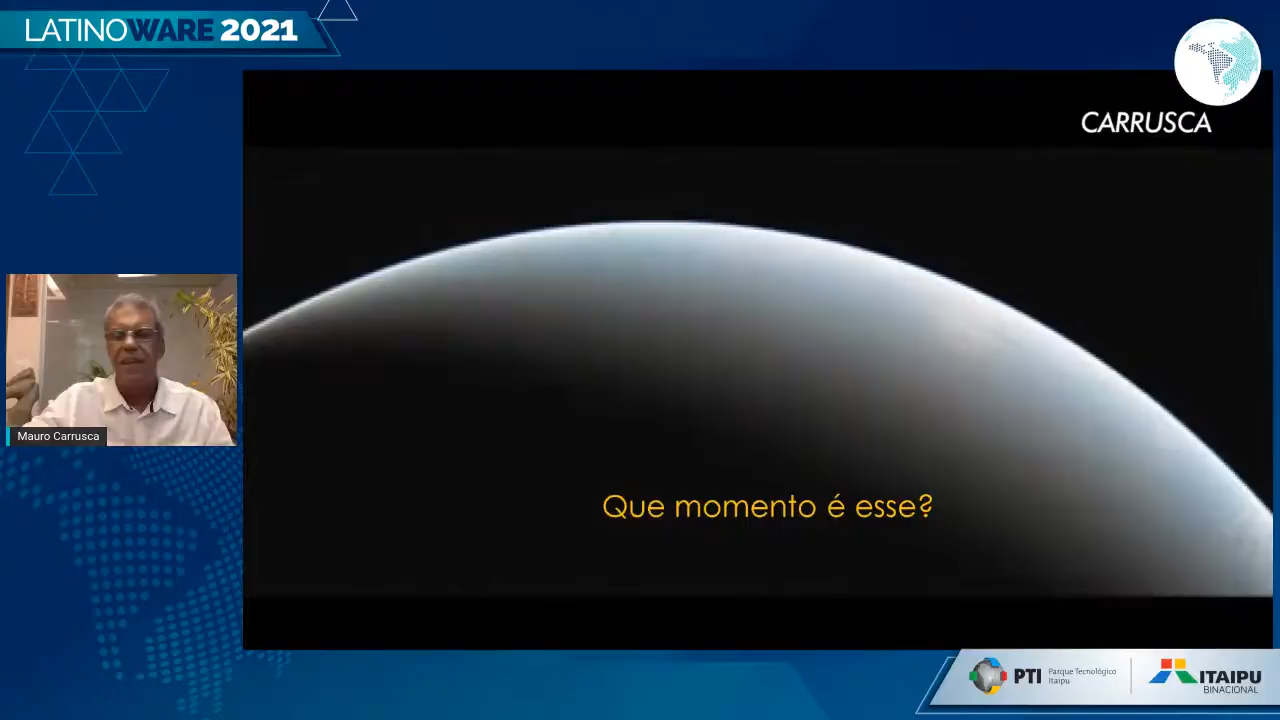 LATINOWARE 2021
CARRUSCA
Mauro Carrusca
Que momento é esse?
PTI
Parque Tecnológico
Itaipu
ITAIPU
BINACIONAL